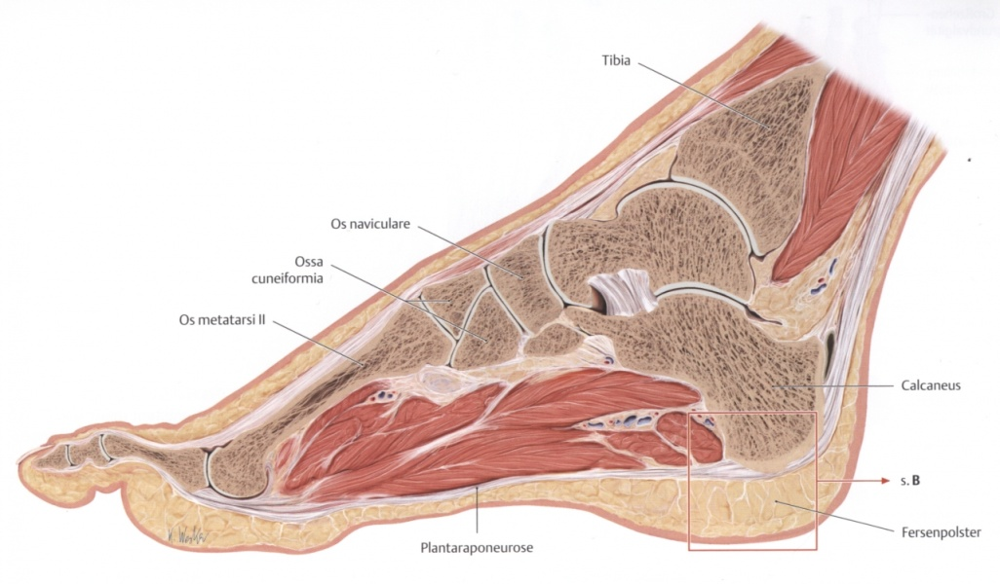 Tibia
Os naviculare
Ossa
cuneiformia
Os metatarsi II
Calcaneus
s. B
Fersenpolster
Plantaraponeurose